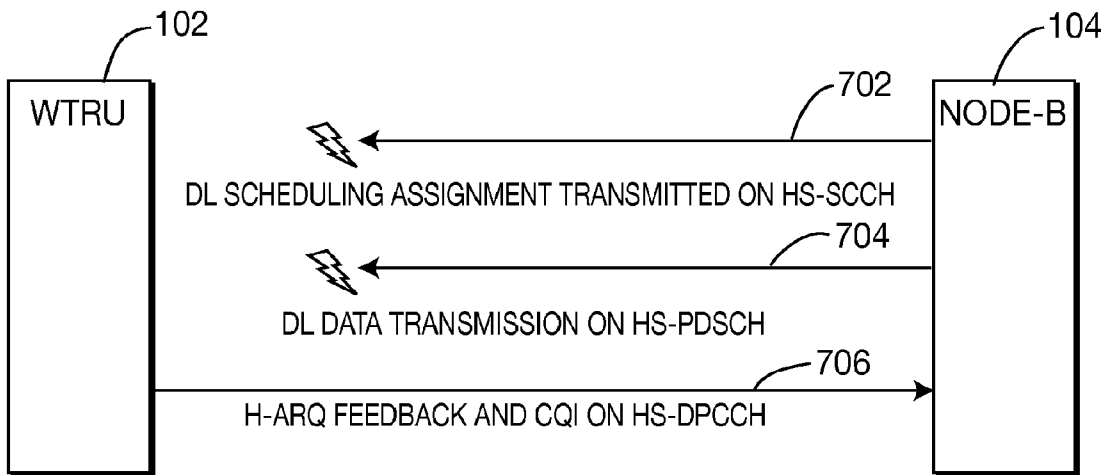 102
104
WTRU
NODE-B
702
DL SCHEDULING ASSIGNMENT TRANSMITTED ON HS-SCCH
704
DL DATA TRANSMISSION ON HS-PDSCH
706
H-ARQ FEEDBACK AND CQI ON HS-DPCCH